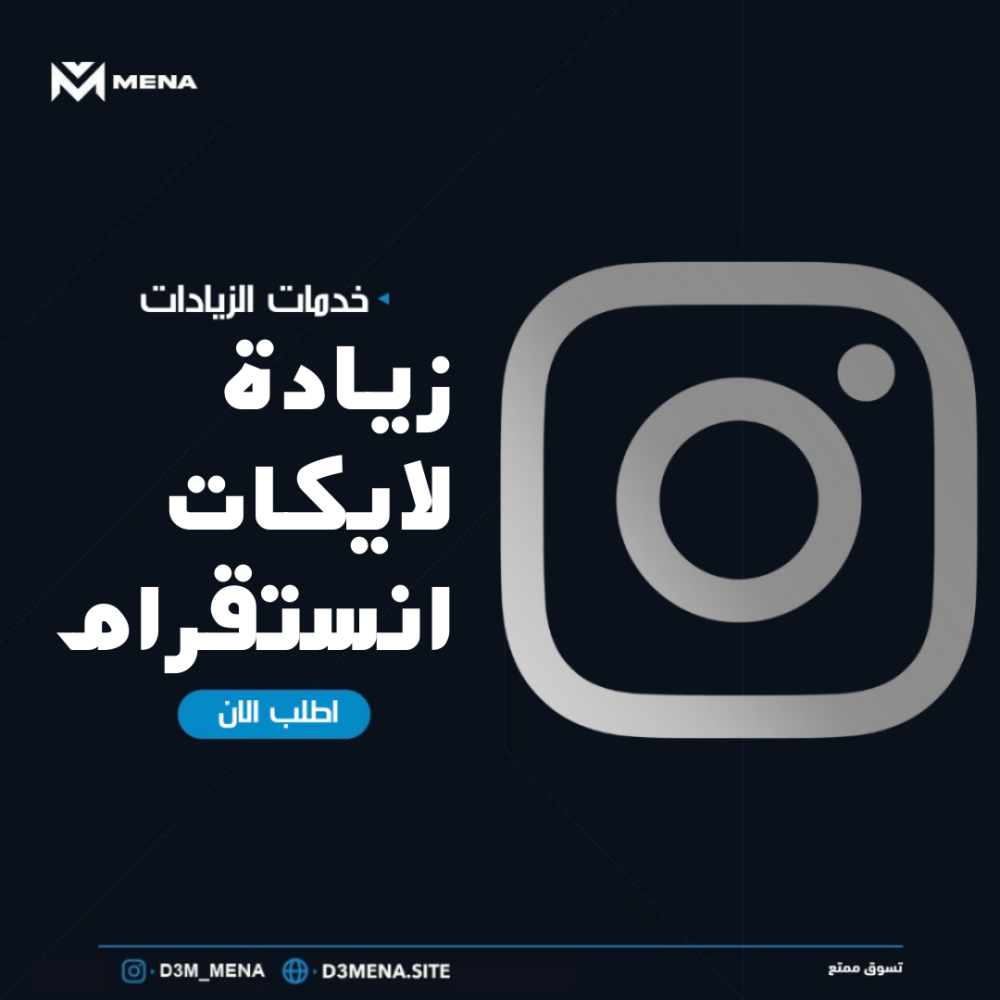 MENA
خدمات الزيادات
زيادة
لايكات
انستقرام
اطلب الان
D3M_MENA D3MENA.SITE تسوق ممتع